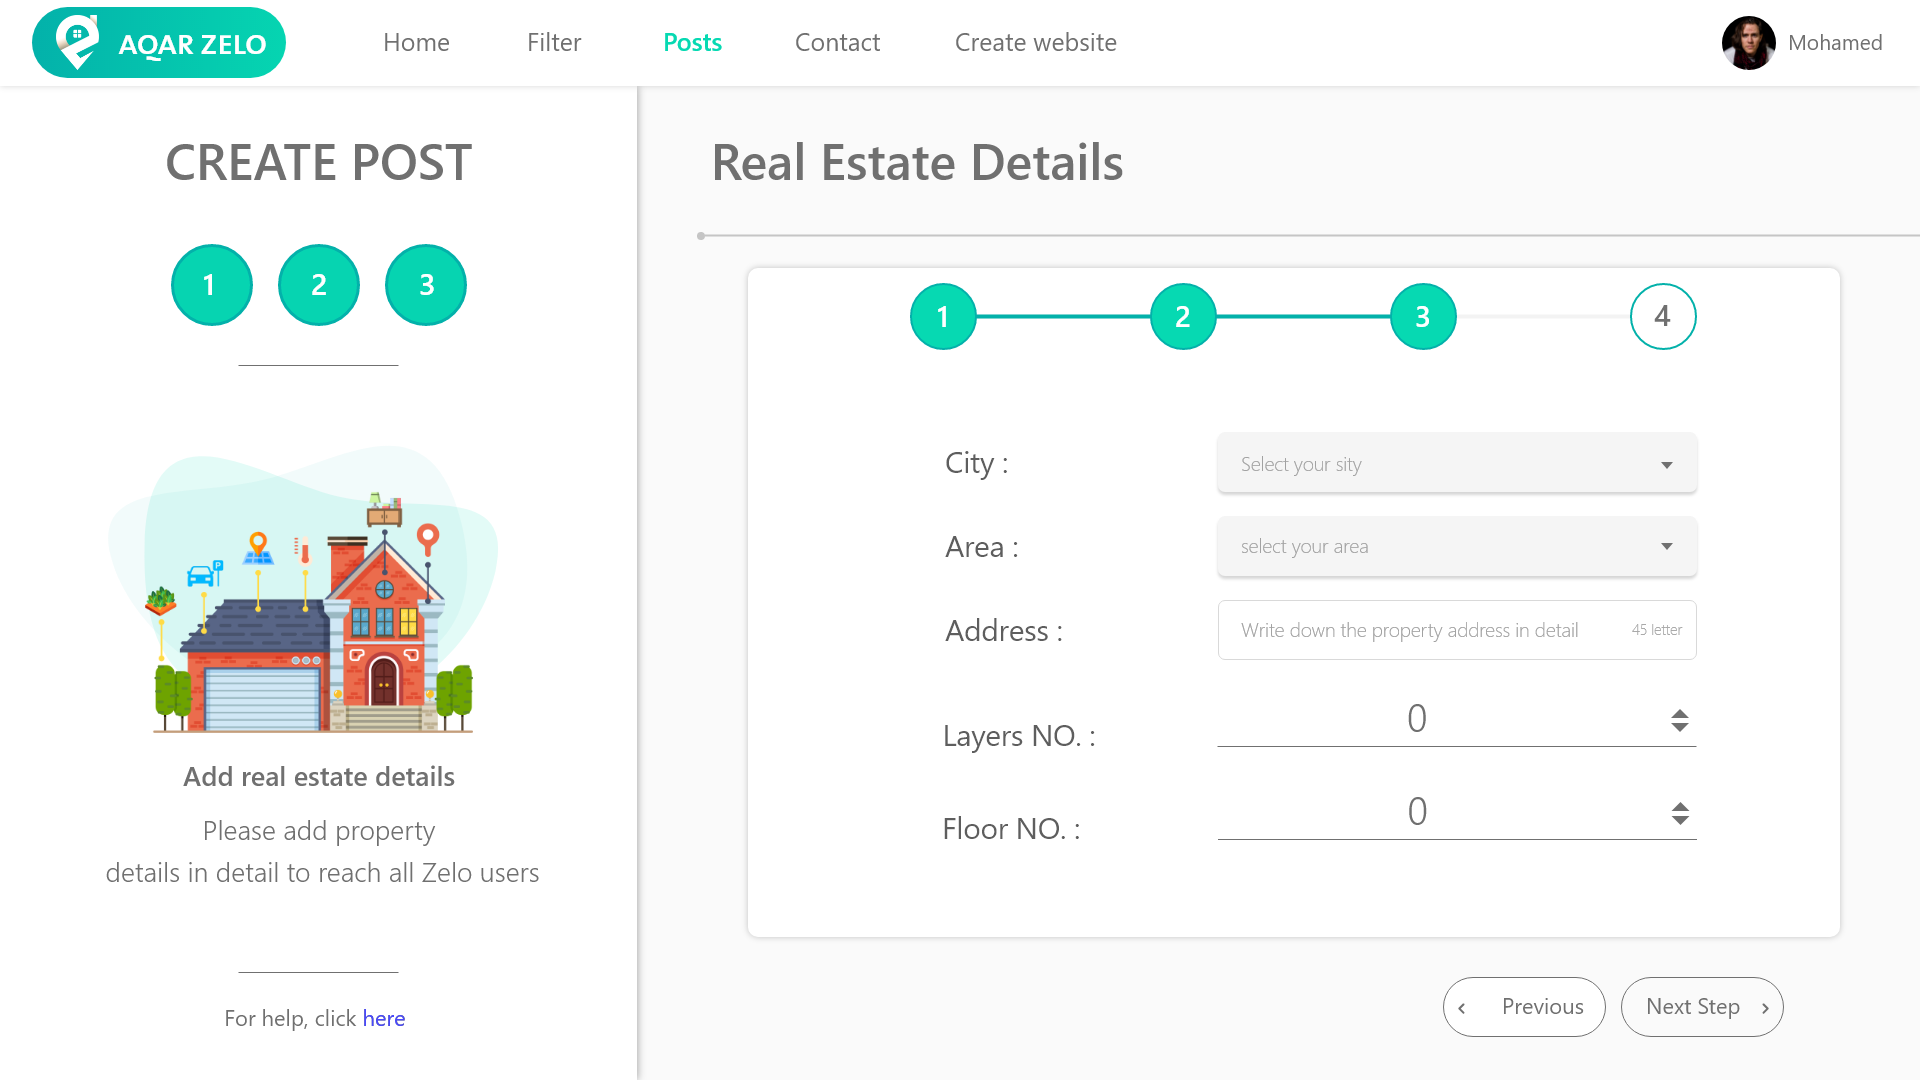 AQAR ZELO
Home
Filter
Posts
Contact
Create website
Mohamed
CREATE POST
1
2
3
Add real estate details
Please add property
details in detail to reach all Zelo users
For help, click here
Real Estate Details
1
2
3
4
City :
Select your sity
Area :
select your area
Address :
Write down the property address in detail
45 letter
Layers NO. :
0
Floor NO. :
0
Previous
Next Step
P